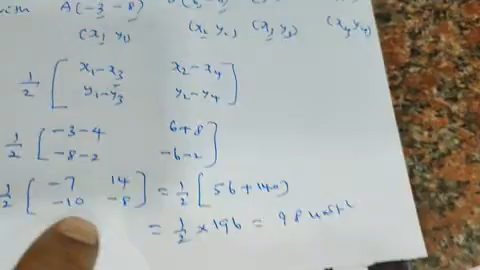 with A(-3 -8)
(x₁ y₁) (x₂ y₂) (x₃ y₃) (x₄ y₄)
1/2 [x₁-x₃ x₂-x₄
y₁-y₃ y₂-y₄]
1/2 [-3-4 6+8
-8-2 -6-2]
1/2 [-7 14
-10 -8] = 1/2 [56+140)
= 1/2 × 196 = 98 unit²